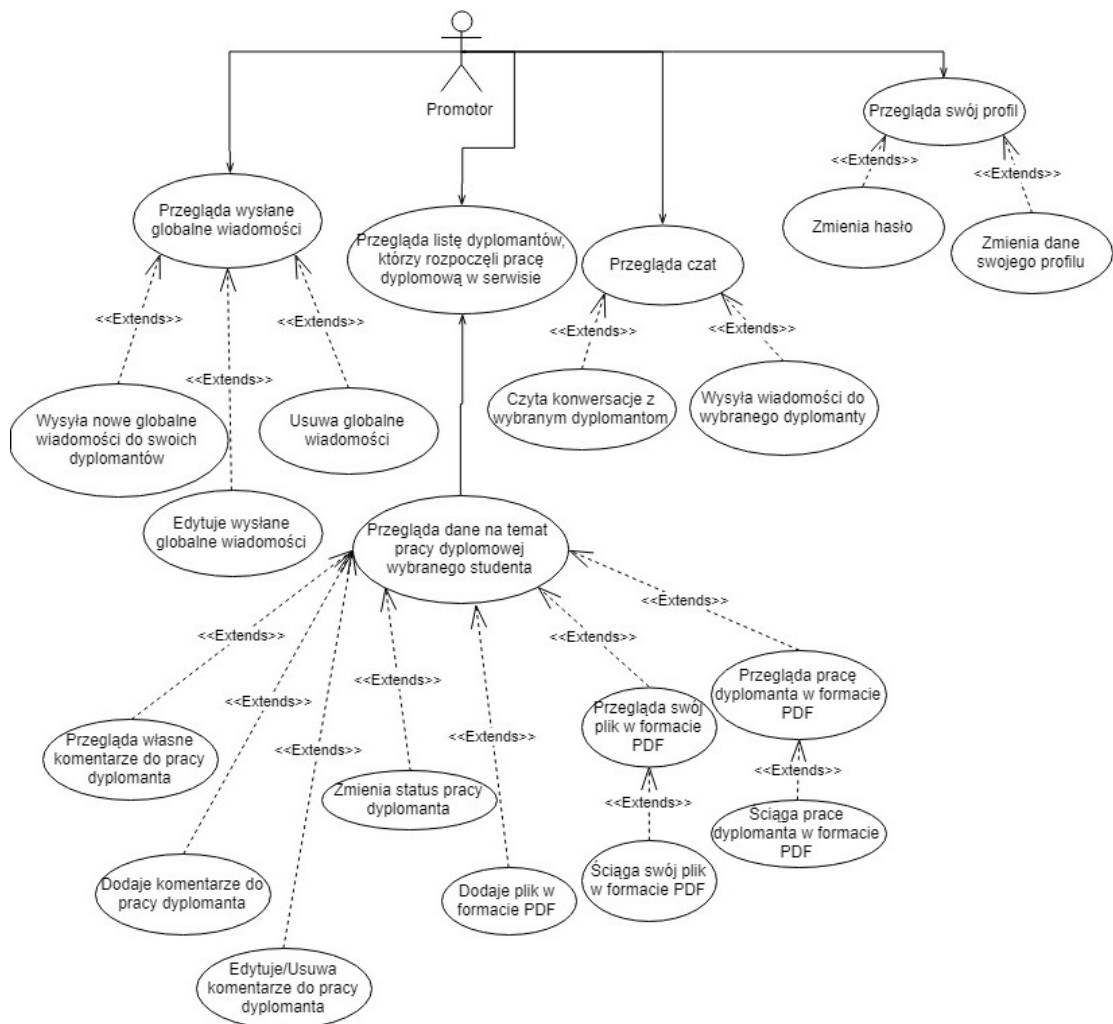 Promotor
Przegląda swój profil
<<Extends>>
<<Extends>>
Zmienia hasło
Zmienia dane
swojego profilu
Przegląda wysłane
globalne wiadomości
Przegląda listę dyplomantów,
którzy rozpoczęli pracę
dyplomową w serwisie
Przegląda czat
<<Extends>>
<<Extends>>
<<Extends>>
<<Extends>>
<<Extends>>
Wysyła nowe globalne
wiadomości do swoich
dyplomantów
Usuwa globalne
wiadomości
Czyta konwersacje z
wybranym dyplomantom
Wysyła wiadomości do
wybranego dyplomanty
Edytuje wysłane
globalne wiadomości
Przegląda dane na temat
pracy dyplomowej
wybranego studenta
<<Extends>>
<<Extends>>
<<Extends>>
<<Extends>>
<<Extends>>
<<Extends>>
<<Extends>>
Przegląda własne
komentarze do pracy
dyplomanta
Zmienia status pracy
dyplomanta
Przegląda swój
plik w formacie
PDF
Przegląda pracę
dyplomanta w formacie
PDF
<<Extends>>
<<Extends>>
Dodaje komentarze do
pracy dyplomanta
Dodaje plik w
formacie PDF
Ściąga swój plik
w formacie PDF
Ściąga prace
dyplomanta w formacie
PDF
Edytuje/Usuwa
komentarze do pracy
dyplomanta